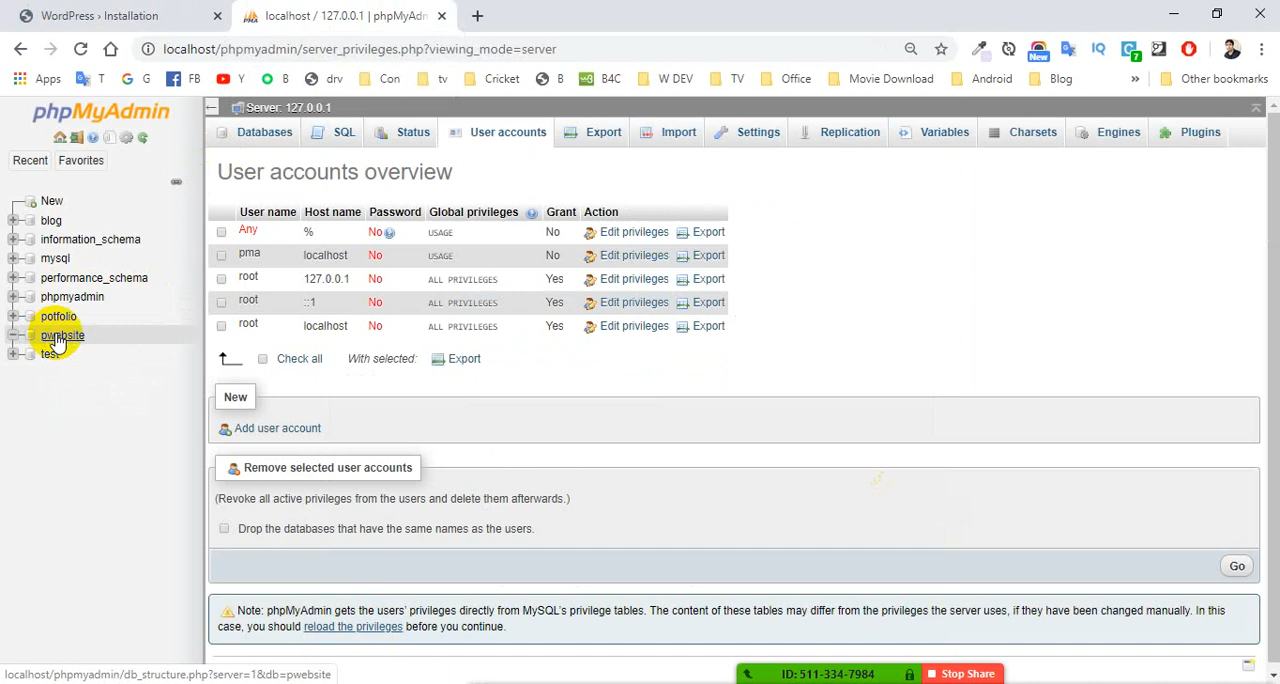 WordPress › Installation
localhost / 127.0.0.1 | phpMyAdm
localhost/phpmyadmin/server_privileges.php?viewing_mode=server
New
IQ
7
Apps
T
G
FB
Y
B
drv
Con
tv
Cricket
B
B4C
W DEV
TV
Office
Movie Download
Android
Blog
»
Other bookmarks
phpMyAdmin
Recent
Favorites
New
blog
information_schema
mysql
performance_schema
phpmyadmin
potfolio
pwebsite
test
Server: 127.0.0.1
Databases
SQL
Status
User accounts
Export
Import
Settings
Replication
Variables
Charsets
Engines
Plugins
User accounts overview
User name Host name Password Global privileges Grant Action
Any % No USAGE No Edit privileges Export
pma localhost No USAGE No Edit privileges Export
root 127.0.0.1 No ALL PRIVILEGES Yes Edit privileges Export
root ::1 No ALL PRIVILEGES Yes Edit privileges Export
root localhost No ALL PRIVILEGES Yes Edit privileges Export
Check all With selected: Export
New
Add user account
Remove selected user accounts
(Revoke all active privileges from the users and delete them afterwards.)
Drop the databases that have the same names as the users.
Go
Note: phpMyAdmin gets the users' privileges directly from MySQL's privilege tables. The content of these tables may differ from the privileges the server uses, if they have been changed manually. In this
case, you should reload the privileges before you continue.
localhost/phpmyadmin/db_structure.php?server=1&db=pwebsite
ID: 511-334-7984
Stop Share